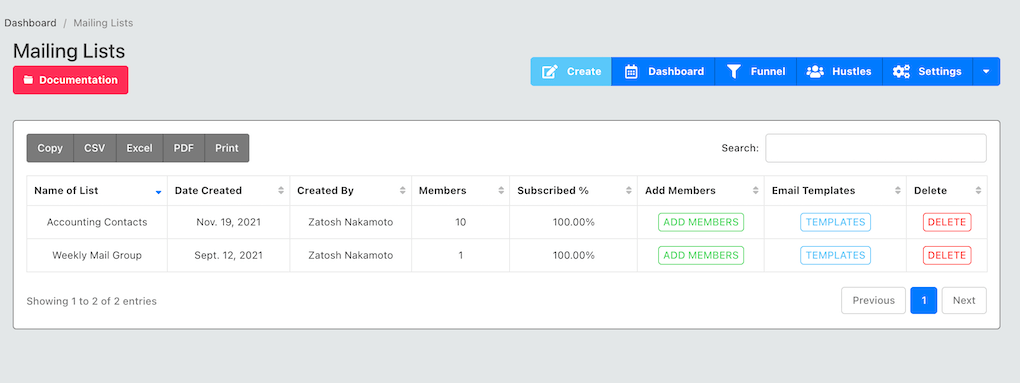 Dashboard / Mailing Lists
Mailing Lists
Documentation
Create Dashboard Funnel Hustles Settings
Copy CSV Excel PDF Print Search:
Name of List Date Created Created By Members Subscribed % Add Members Email Templates Delete
Accounting Contacts Nov. 19, 2021 Zatosh Nakamoto 10 100.00% ADD MEMBERS TEMPLATES DELETE
Weekly Mail Group Sept. 12, 2021 Zatosh Nakamoto 1 100.00% ADD MEMBERS TEMPLATES DELETE
Showing 1 to 2 of 2 entries Previous 1 Next